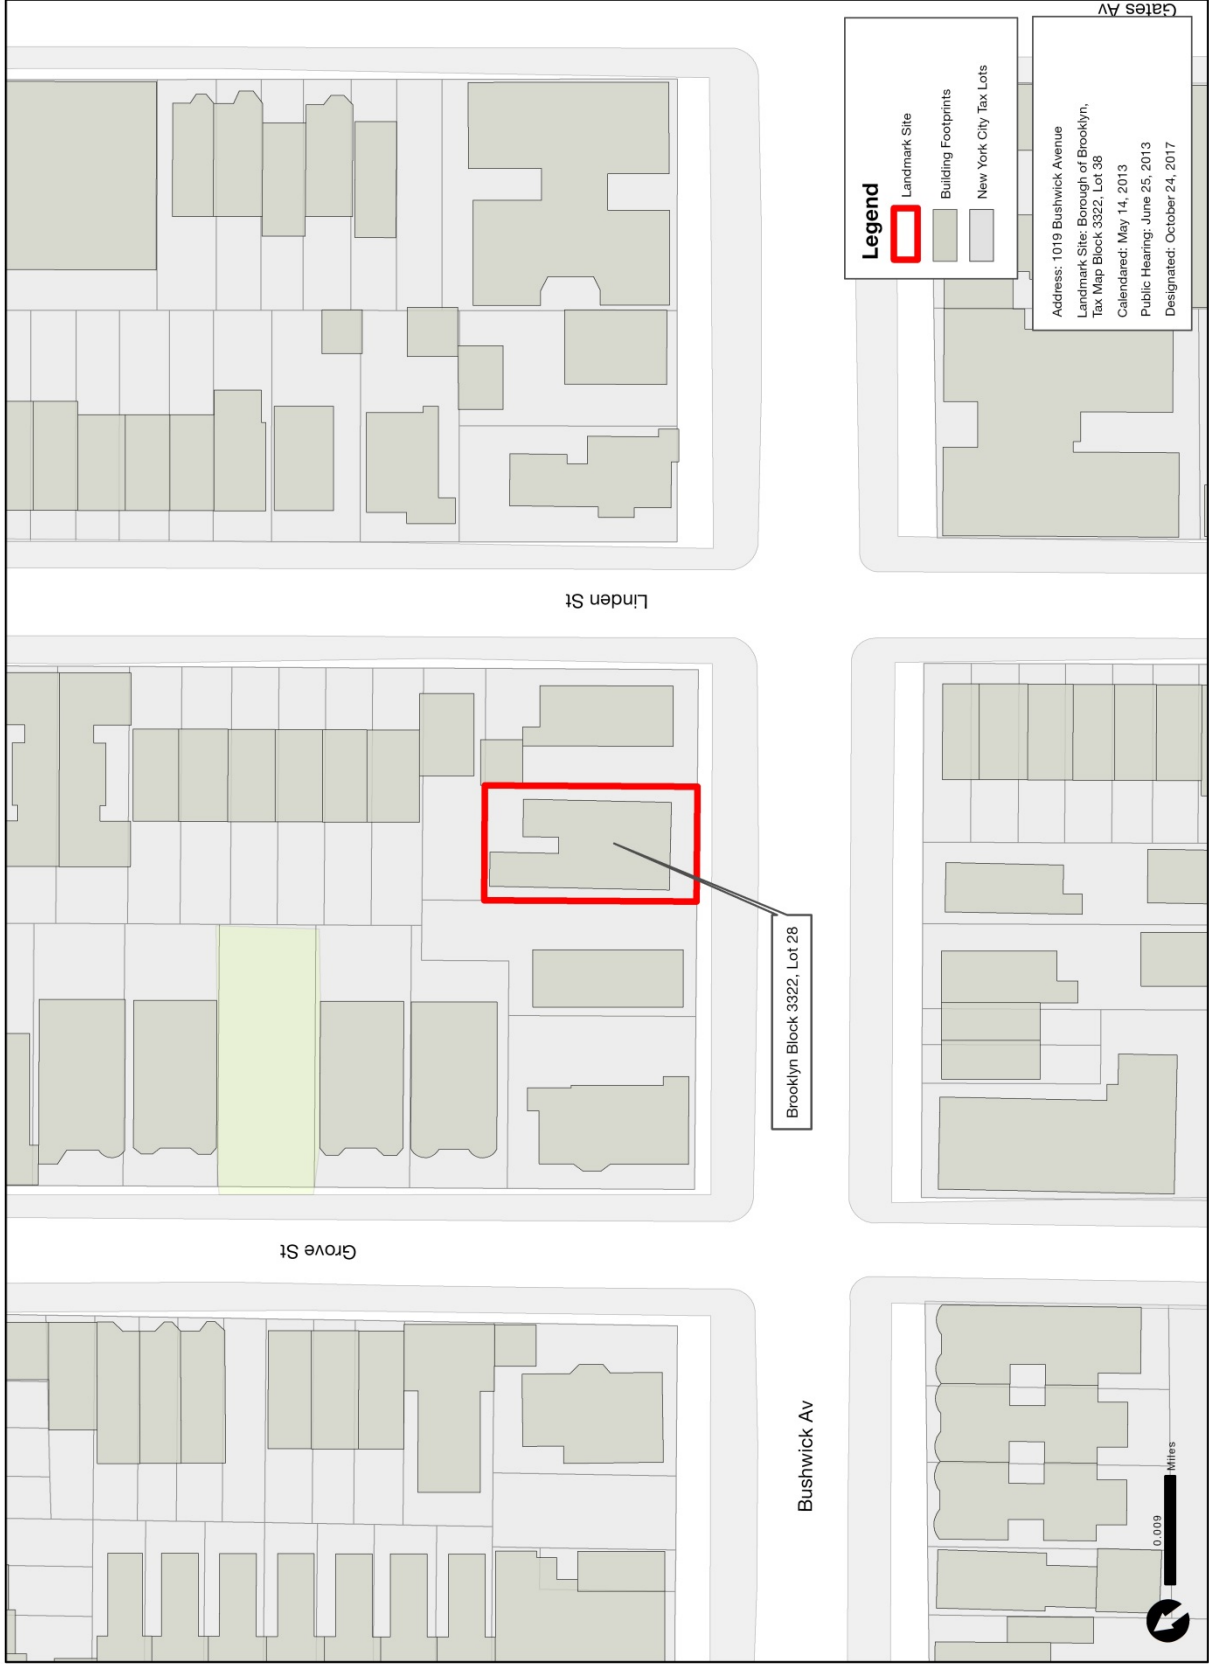 Gates Av
Legend
Landmark Site
Building Footprints
New York City Tax Lots
Address: 1019 Bushwick Avenue
Landmark Site: Borough of Brooklyn,
Tax Map Block 3322, Lot 38
Calendared: May 14, 2013
Public Hearing: June 25, 2013
Designated: October 24, 2017
Linden St
Brooklyn Block 3322, Lot 28
Grove St
Bushwick Av
0.009
Miles